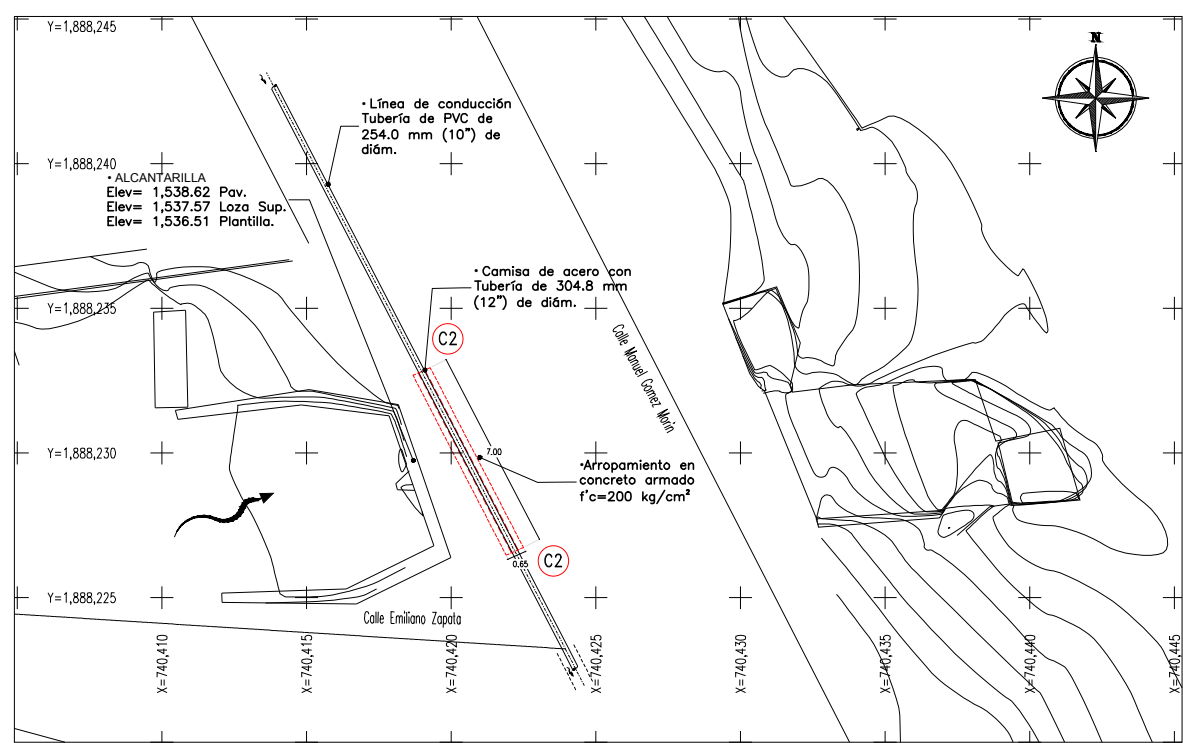 Y=1,888,245
N
• Línea de conducción
Tubería de PVC de
254.0 mm (10") de
diám.
Y=1,888,240
• ALCANTARILLA
Elev= 1,538.62 Pav.
Elev= 1,537.57 Loza Sup.
Elev= 1,536.51 Plantilla.
• Camisa de acero con
Tubería de 304.8 mm
(12") de diám.
Y=1,888,235
C2
Calle Manuel Gomez Morin
Y=1,888,230
7.00
•Arropamiento en
concreto armado
f'c=200 kg/cm²
C2
0.65
Y=1,888,225
Calle Emiliano Zapata
X=740,410
X=740,415
X=740,420
X=740,425
X=740,430
X=740,435
X=740,440
X=740,445